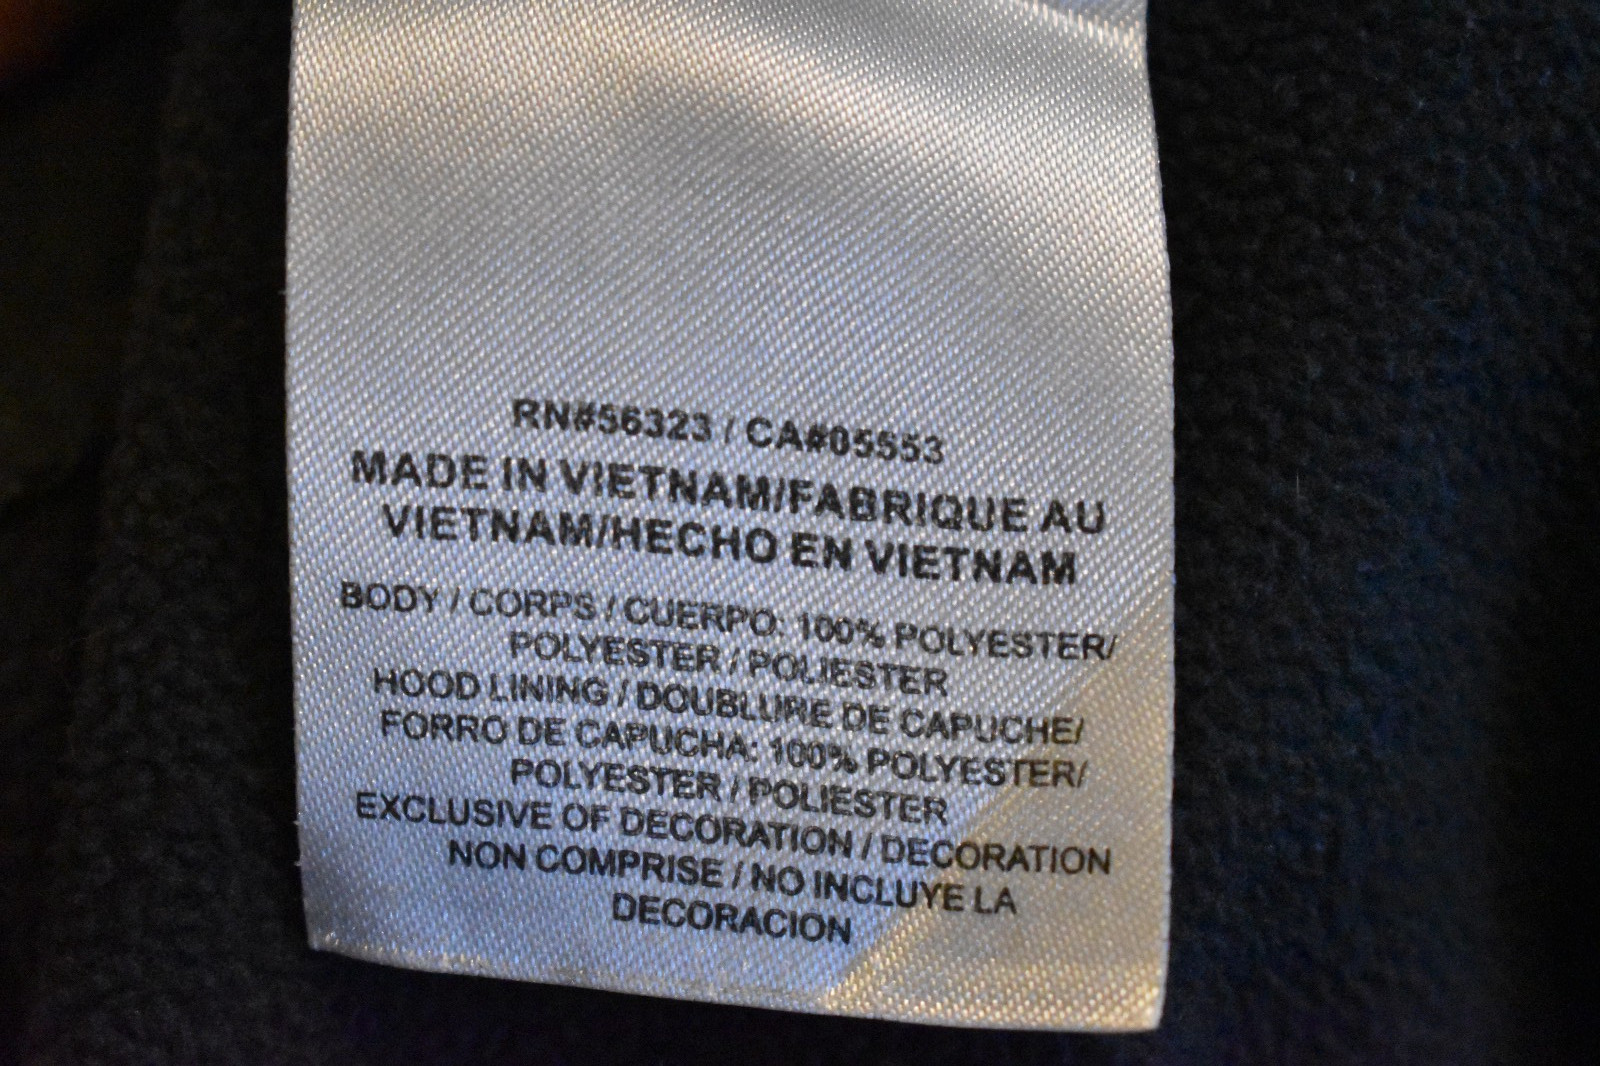 RN#56323 / CA#05553
MADE IN VIETNAM/FABRIQUE AU
VIETNAM/HECHO EN VIETNAM
BODY / CORPS / CUERPO: 100% POLYESTER/
POLYESTER / POLIESTER
HOOD LINING / DOUBLURE DE CAPUCHE/
FORRO DE CAPUCHA: 100% POLYESTER/
POLYESTER / POLIESTER
EXCLUSIVE OF DECORATION / DECORATION
NON COMPRISE / NO INCLUYE LA
DECORACION